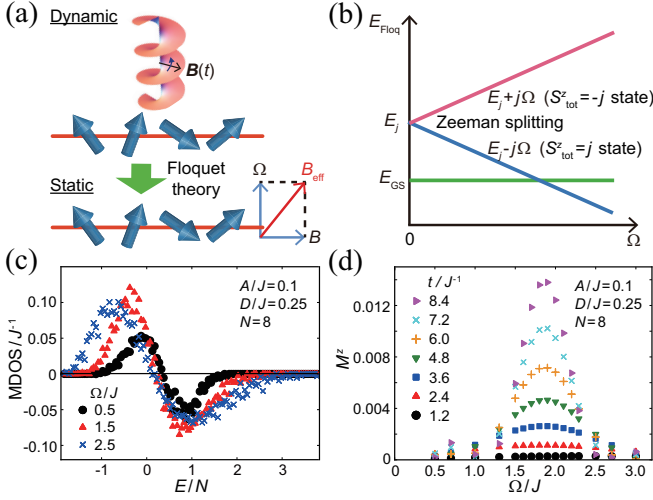 (a)
Dynamic
B(t)
Floquet
theory
Static
Ω
B_eff
B
(b)
E_Floq
E_j+jΩ (S^z_tot=-j state)
E_j
Zeeman splitting
E_j-jΩ (S^z_tot=j state)
E_GS
0
Ω
(c)
MDOS/J^-1
0.10
0.05
0
-0.05
-0.10
A/J=0.1
D/J=0.25
N=8
Ω/J
0.5
1.5
2.5
-1 0 1 2 3
E/N
(d)
M^z
0.012
0.008
0.004
0
t/J^-1
8.4
7.2
6.0
4.8
3.6
2.4
1.2
A/J=0.1
D/J=0.25
N=8
0 0.5 1.0 1.5 2.0 2.5 3.0
Ω/J